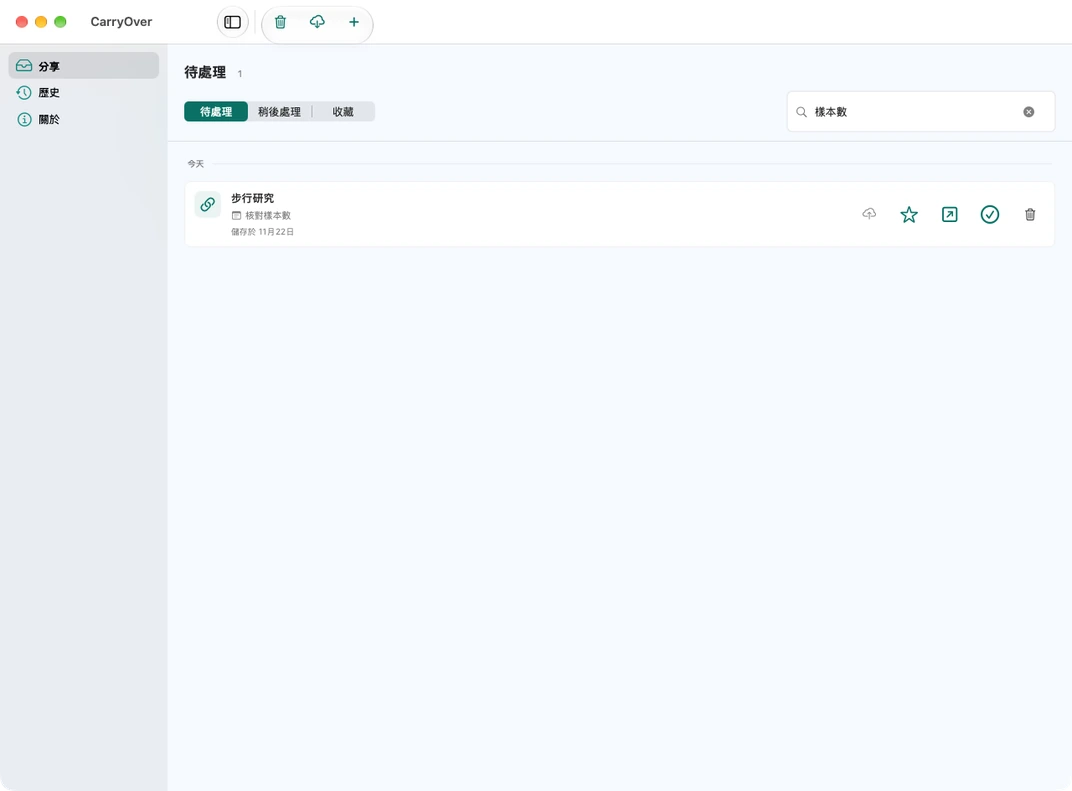 CarryOver
分享
歷史
關於
待處理 1
待處理 稍後處理 收藏
樣本數
今天
步行研究
核對樣本數
儲存於 11月22日